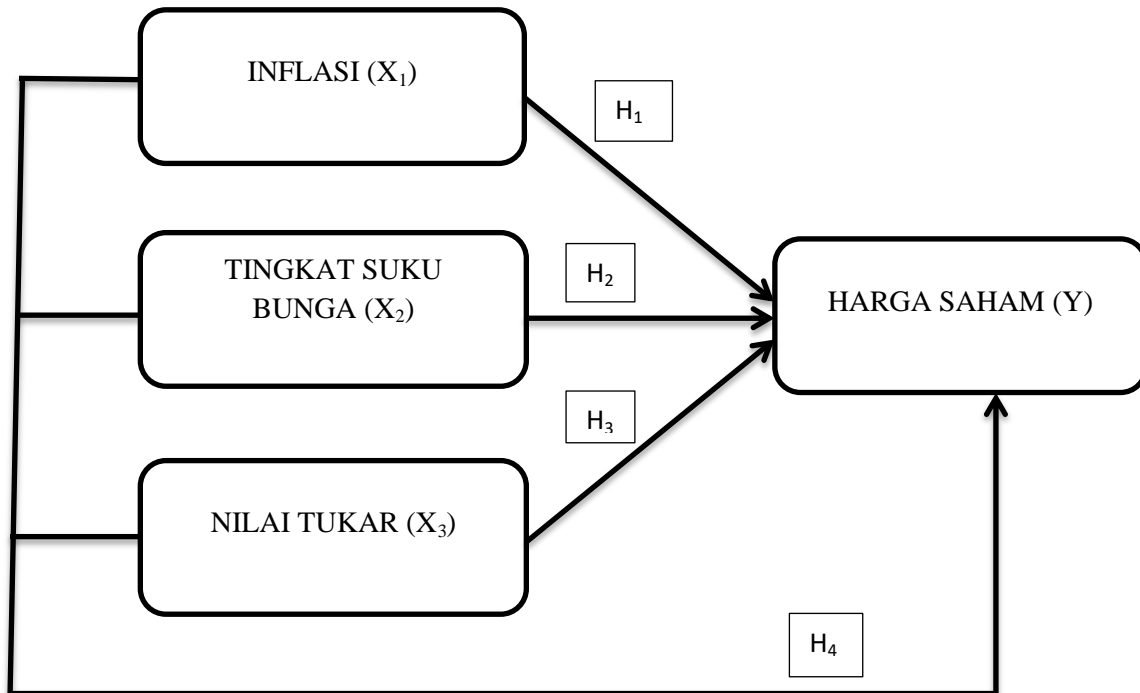 INFLASI (X₁)
H₁
TINGKAT SUKU
BUNGA (X₂)
H₂
HARGA SAHAM (Y)
H₃
NILAI TUKAR (X₃)
H₄